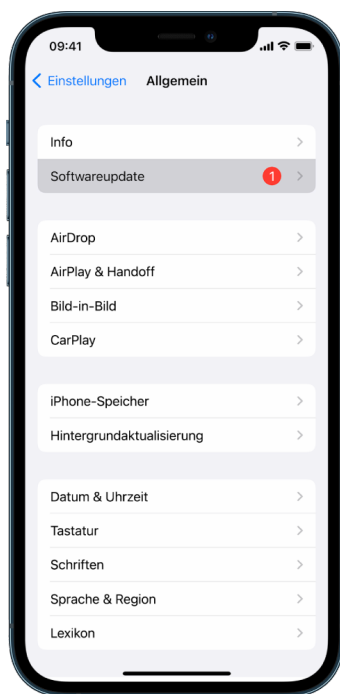 09:41
Einstellungen Allgemein
Info
Softwareupdate 1
AirDrop
AirPlay & Handoff
Bild-in-Bild
CarPlay
iPhone-Speicher
Hintergrundaktualisierung
Datum & Uhrzeit
Tastatur
Schriften
Sprache & Region
Lexikon